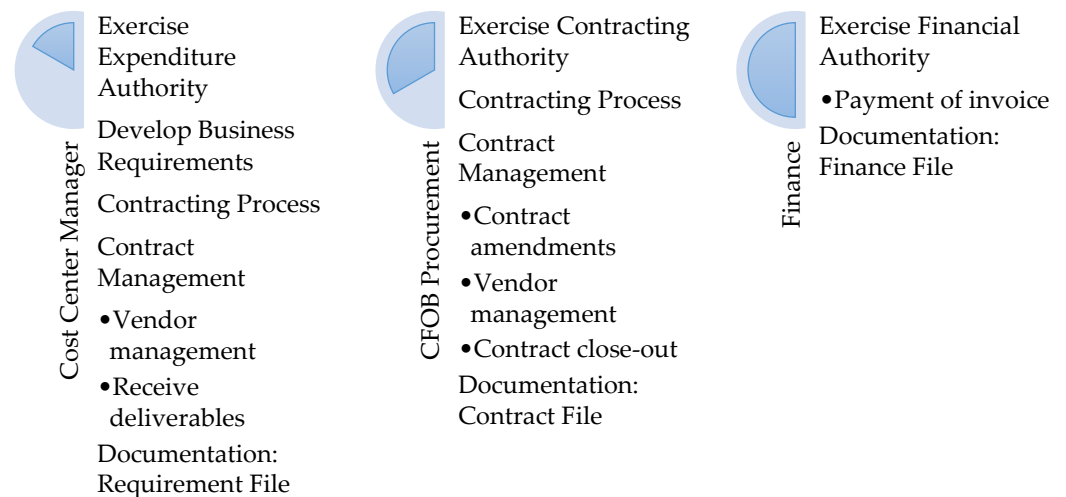 Cost Center Manager
Exercise
Expenditure
Authority
Develop Business
Requirements
Contracting Process
Contract
Management
•Vendor
management
•Receive
deliverables
Documentation:
Requirement File
CFOB Procurement
Exercise Contracting
Authority
Contracting Process
Contract
Management
•Contract
amendments
•Vendor
management
•Contract close-out
Documentation:
Contract File
Finance
Exercise Financial
Authority
•Payment of invoice
Documentation:
Finance File